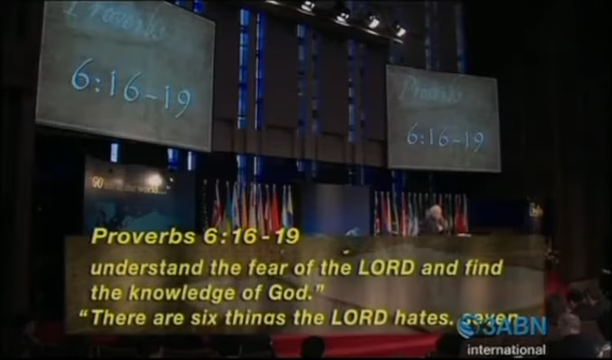 Proverbs
6:16-19
Proverbs
6:16-19
Proverbs 6:16-19
understand the fear of the LORD and find
the knowledge of God.”
“There are six things the LORD hates, seven
3ABN
international